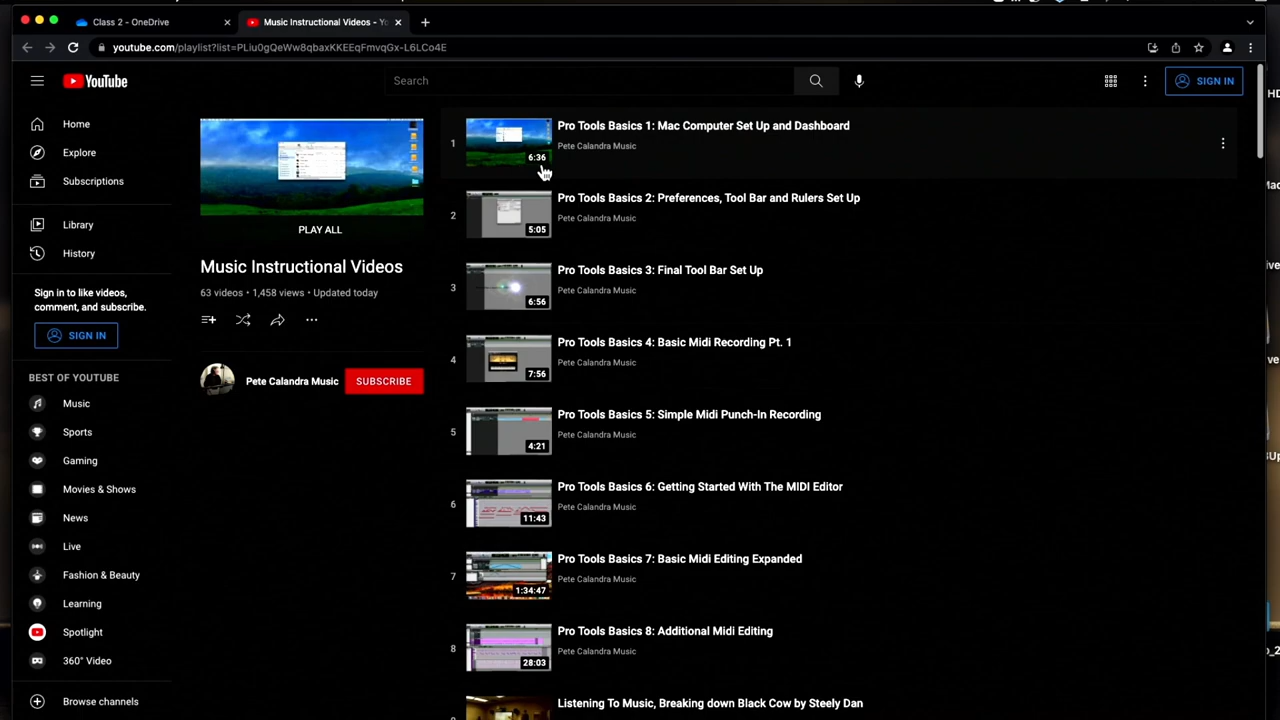 Class 2 - OneDrive
Music Instructional Videos - Yo
youtube.com/playlist?list=PLiu0gQeWw8qbaxKKEEqFmvqGx-L6LCo4E
YouTube
Search
SIGN IN
Home
Explore
Subscriptions
Library
History
Sign in to like videos,
comment, and subscribe.
SIGN IN
BEST OF YOUTUBE
Music
Sports
Gaming
Movies & Shows
News
Live
Fashion & Beauty
Learning
Spotlight
360° Video
Browse channels
PLAY ALL
Music Instructional Videos
63 videos • 1,458 views • Updated today
Pete Calandra Music
SUBSCRIBE
1
6:36
Pro Tools Basics 1: Mac Computer Set Up and Dashboard
Pete Calandra Music
2
5:05
Pro Tools Basics 2: Preferences, Tool Bar and Rulers Set Up
Pete Calandra Music
3
6:56
Pro Tools Basics 3: Final Tool Bar Set Up
Pete Calandra Music
4
7:56
Pro Tools Basics 4: Basic Midi Recording Pt. 1
Pete Calandra Music
5
4:21
Pro Tools Basics 5: Simple Midi Punch-In Recording
Pete Calandra Music
6
11:43
Pro Tools Basics 6: Getting Started With The MIDI Editor
Pete Calandra Music
7
1:34:47
Pro Tools Basics 7: Basic Midi Editing Expanded
Pete Calandra Music
8
28:03
Pro Tools Basics 8: Additional Midi Editing
Pete Calandra Music
Listening To Music, Breaking down Black Cow by Steely Dan